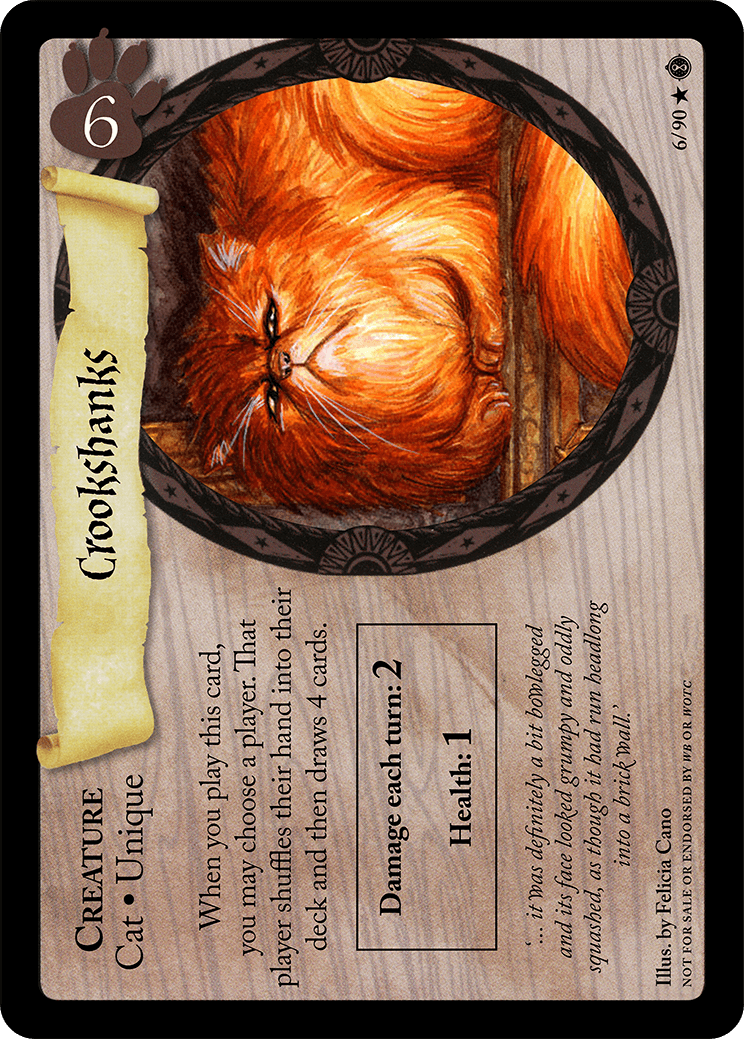 CREATURE
Cat • Unique
Crookshanks
6
When you play this card,
you may choose a player. That
player shuffles their hand into their
deck and then draws 4 cards.
Damage each turn: 2
Health: 1
‘... it was definitely a bit bowlegged
and its face looked grumpy and oddly
squashed, as though it had run headlong
into a brick wall.’
Illus. by Felicia Cano
NOT FOR SALE OR ENDORSED BY WB OR WOTC
6/90 ★